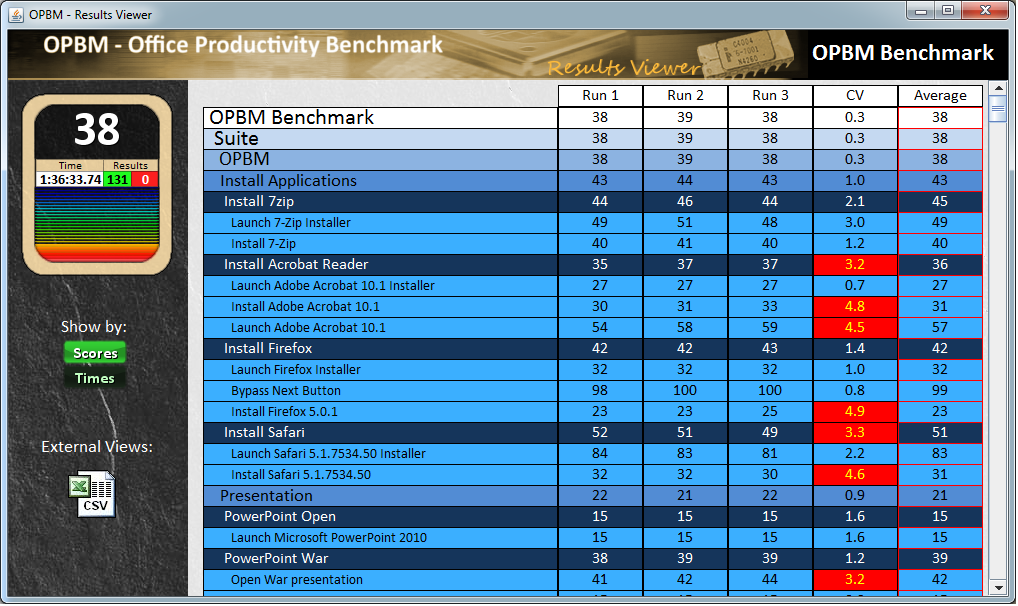 OPBM - Results Viewer
OPBM - Office Productivity Benchmark
Results Viewer
OPBM Benchmark
38
Time Results
1:36:33.74 131 0
Show by:
Scores
Times
External Views:
CSV
Run 1 Run 2 Run 3 CV Average
OPBM Benchmark 38 39 38 0.3 38
Suite 38 39 38 0.3 38
OPBM 38 39 38 0.3 38
Install Applications 43 44 43 1.0 43
Install 7zip 44 46 44 2.1 45
Launch 7-Zip Installer 49 51 48 3.0 49
Install 7-Zip 40 41 40 1.2 40
Install Acrobat Reader 35 37 37 3.2 36
Launch Adobe Acrobat 10.1 Installer 27 27 27 0.7 27
Install Adobe Acrobat 10.1 30 31 33 4.8 31
Launch Adobe Acrobat 10.1 54 58 59 4.5 57
Install Firefox 42 42 43 1.4 42
Launch Firefox Installer 32 32 32 1.0 32
Bypass Next Button 98 100 100 0.8 99
Install Firefox 5.0.1 23 23 25 4.9 23
Install Safari 52 51 49 3.3 51
Launch Safari 5.1.7534.50 Installer 84 83 81 2.2 83
Install Safari 5.1.7534.50 32 32 30 4.6 31
Presentation 22 21 22 0.9 21
PowerPoint Open 15 15 15 1.6 15
Launch Microsoft PowerPoint 2010 15 15 15 1.6 15
PowerPoint War 38 39 39 1.2 39
Open War presentation 41 42 44 3.2 42